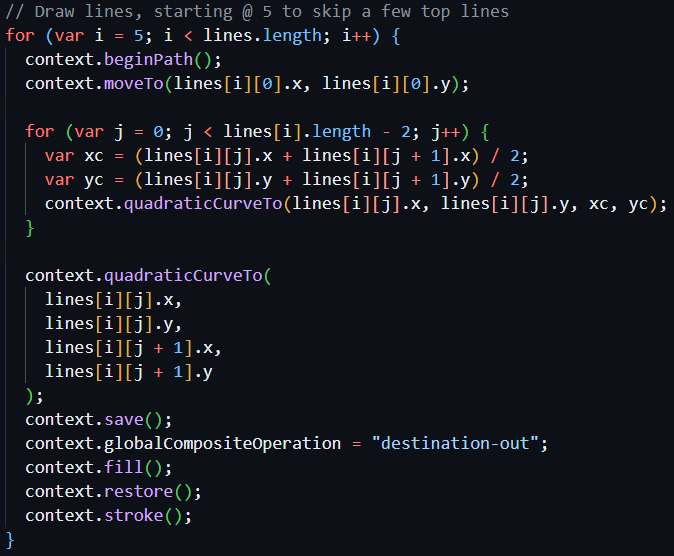 // Draw lines, starting @ 5 to skip a few top lines
for (var i = 5; i < lines.length; i++) {
  context.beginPath();
  context.moveTo(lines[i][0].x, lines[i][0].y);

  for (var j = 0; j < lines[i].length - 2; j++) {
    var xc = (lines[i][j].x + lines[i][j + 1].x) / 2;
    var yc = (lines[i][j].y + lines[i][j + 1].y) / 2;
    context.quadraticCurveTo(lines[i][j].x, lines[i][j].y, xc, yc);
  }

  context.quadraticCurveTo(
    lines[i][j].x,
    lines[i][j].y,
    lines[i][j + 1].x,
    lines[i][j + 1].y
  );
  context.save();
  context.globalCompositeOperation = "destination-out";
  context.fill();
  context.restore();
  context.stroke();
}